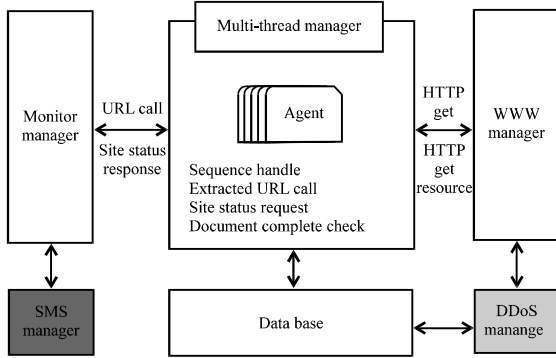 Multi-thread manager
Monitor
manager
URL call
Site status
response
Agent
Sequence handle
Extracted URL call
Site status request
Document complete check
HTTP
get
HTTP
get
resource
WWW
manager
SMS
manager
Data base
DDoS
manange